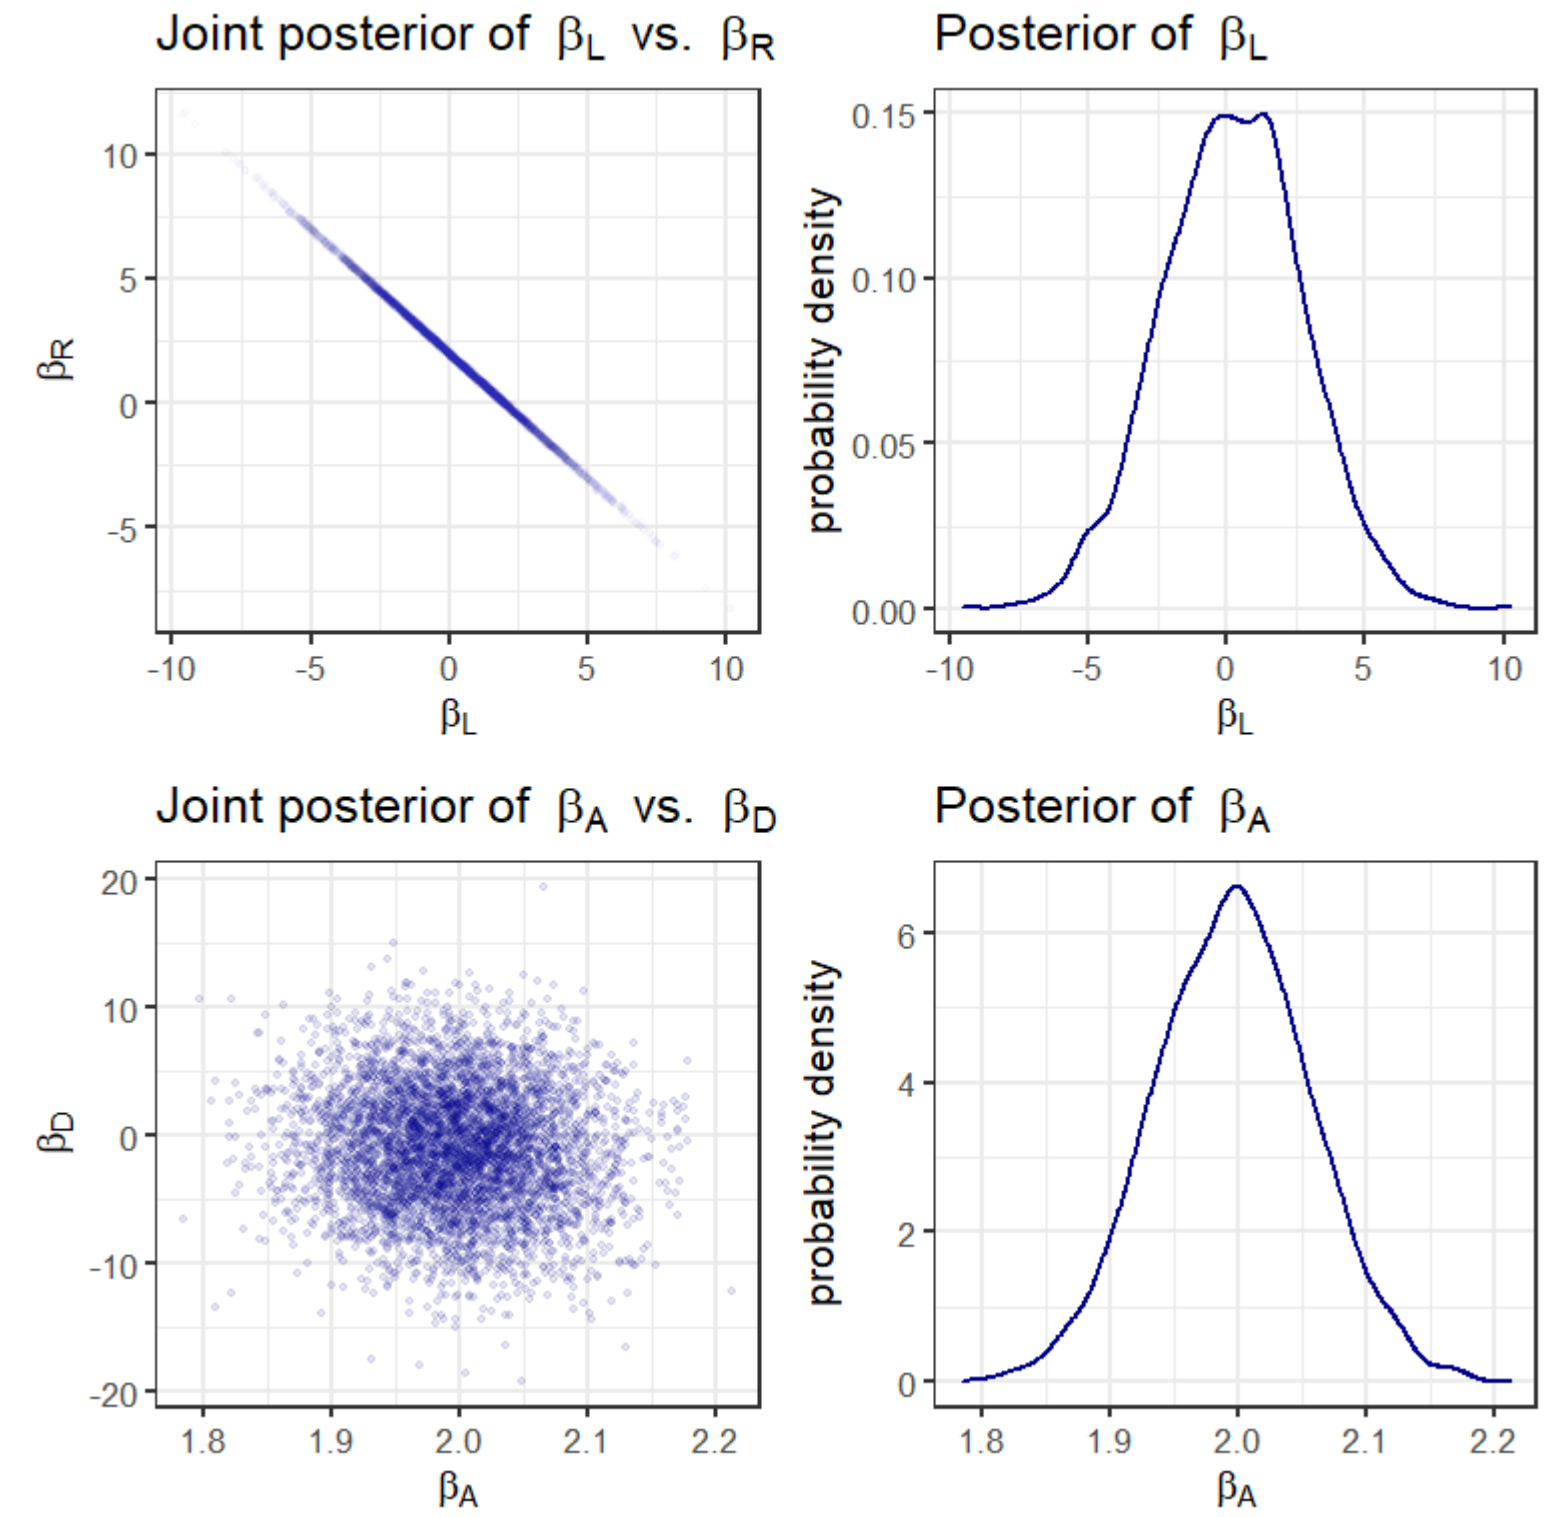 Joint posterior of βL vs. βR
βR
10
5
0
-5
-10 -5 0 5 10
βL
Posterior of βL
probability density
0.15
0.10
0.05
0.00
-10 -5 0 5 10
βL
Joint posterior of βA vs. βD
βD
20
10
0
-10
-20
1.8 1.9 2.0 2.1 2.2
βA
Posterior of βA
probability density
6
4
2
0
1.8 1.9 2.0 2.1 2.2
βA